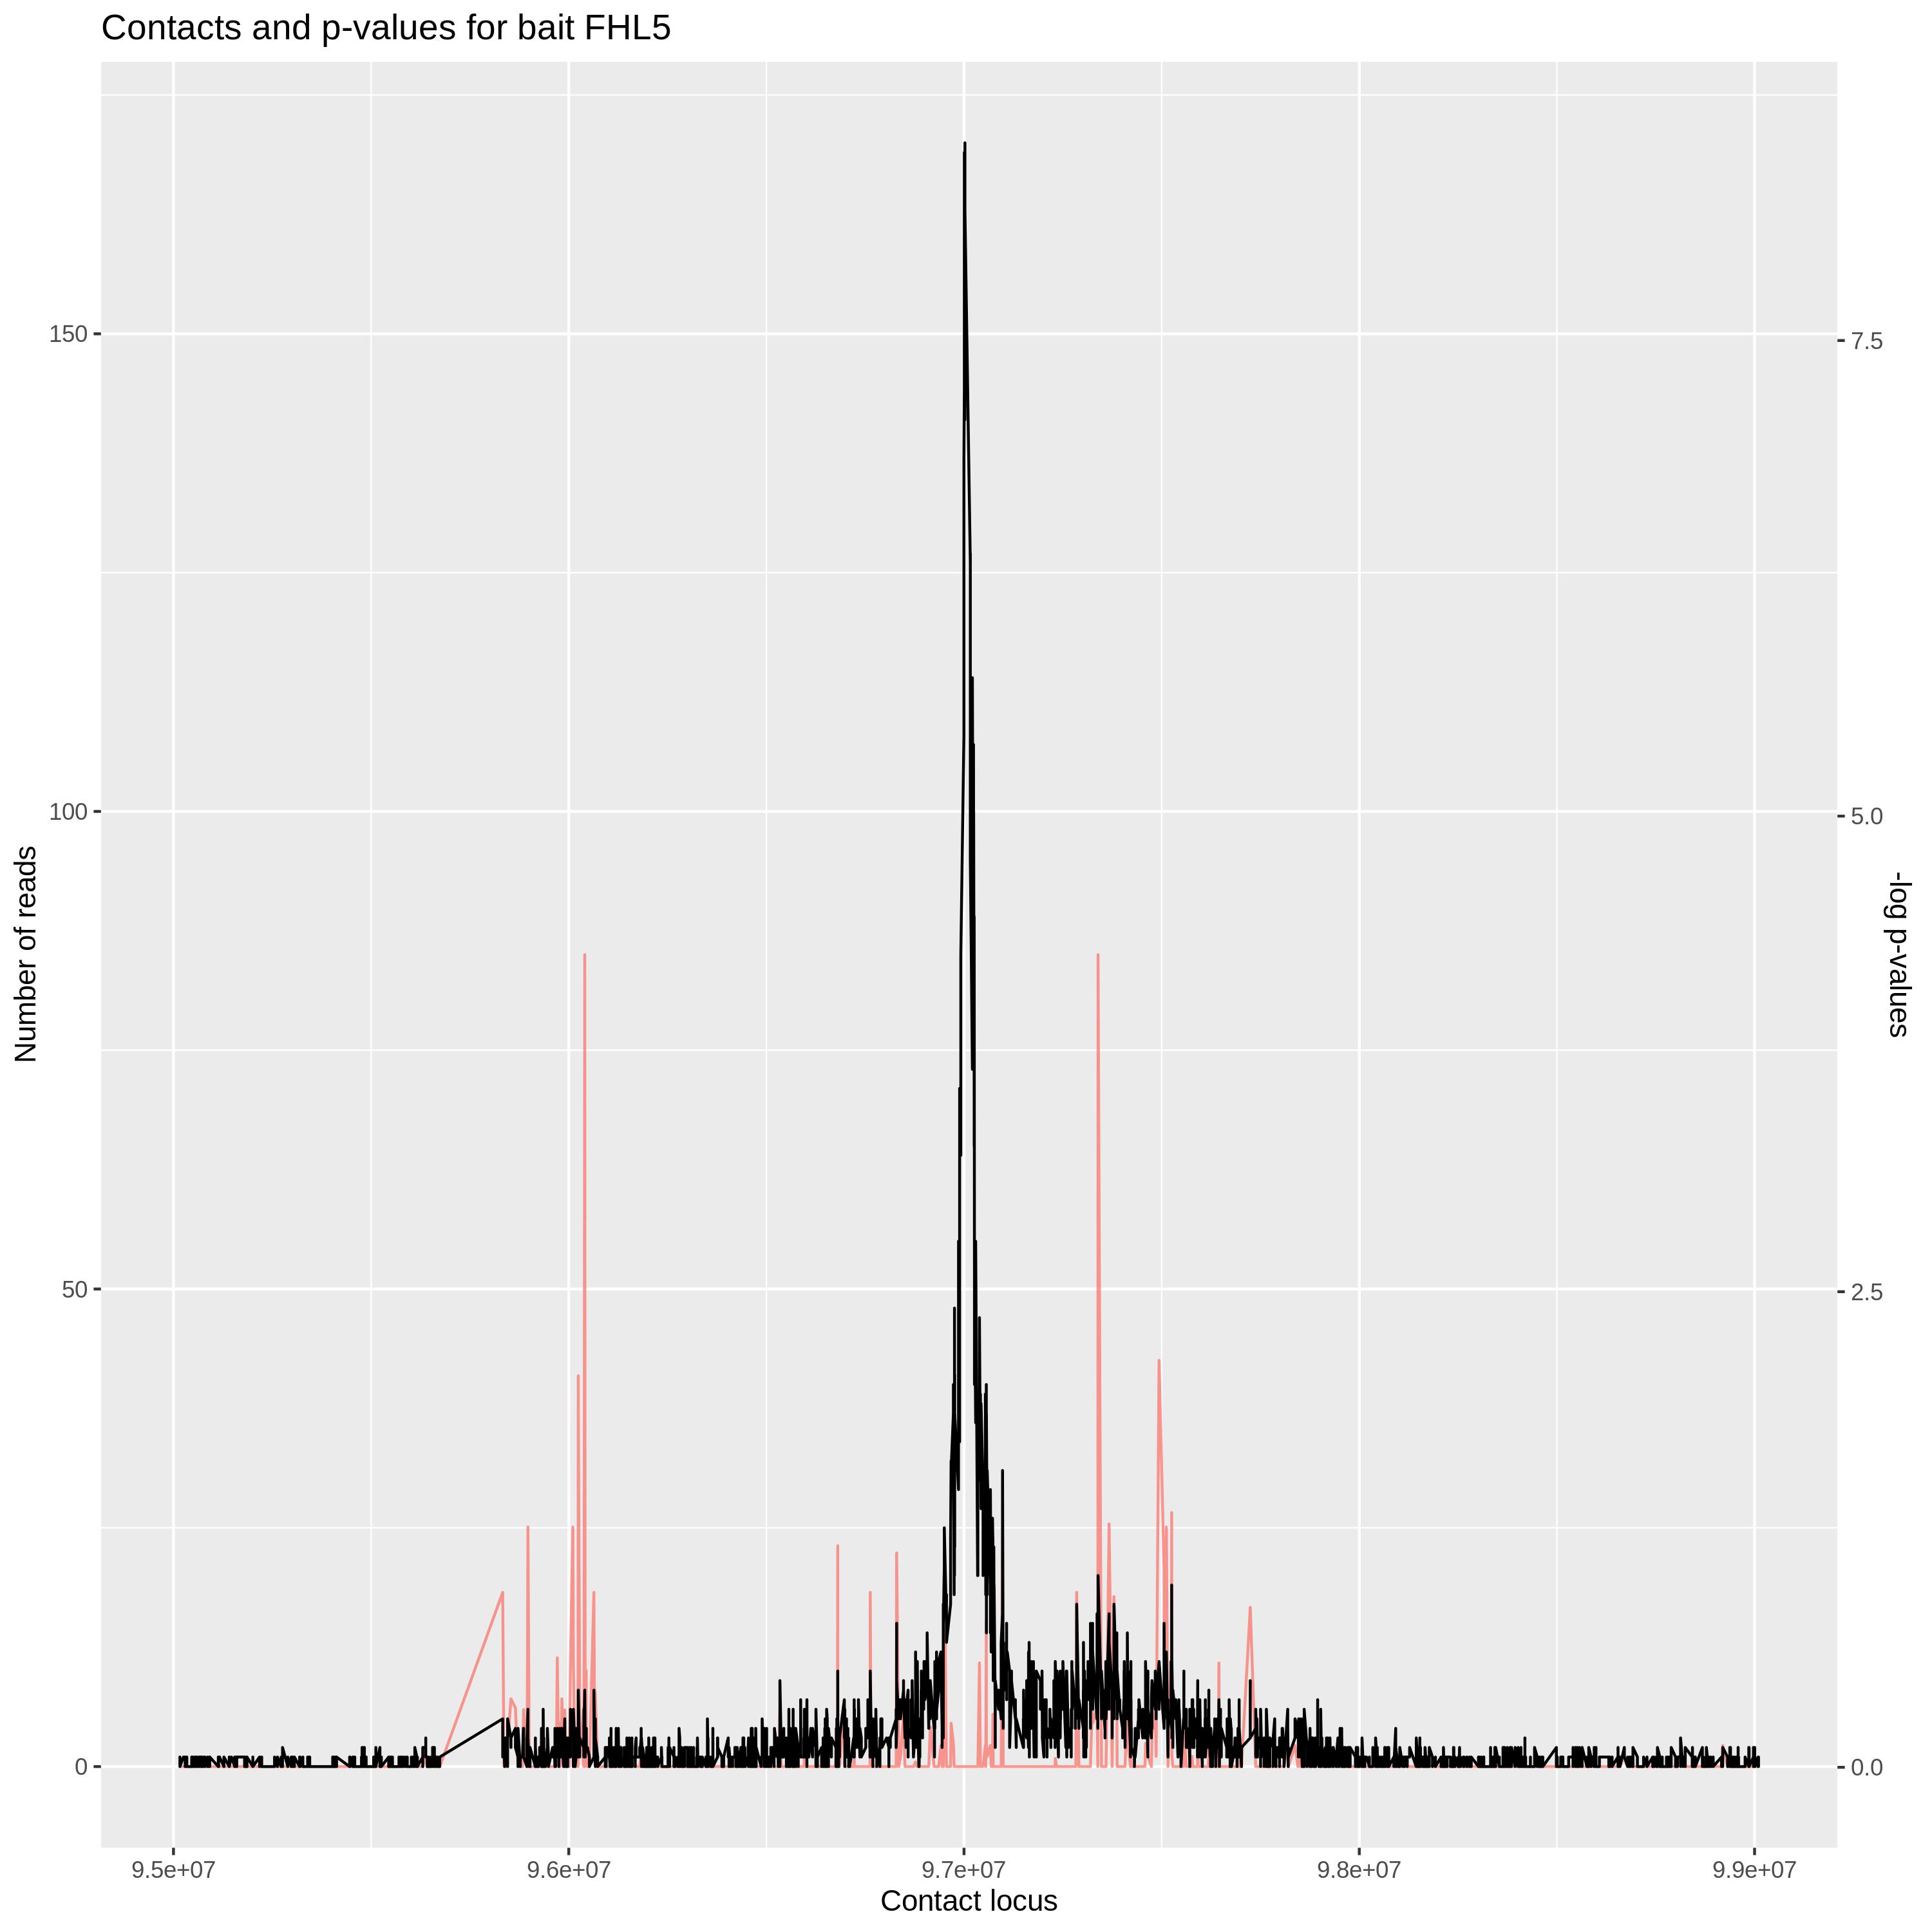 Contacts and p-values for bait FHL5
150
100
50
0
Number of reads
7.5
5.0
2.5
0.0
-log p-values
9.5e+07 9.6e+07 9.7e+07 9.8e+07 9.9e+07
Contact locus